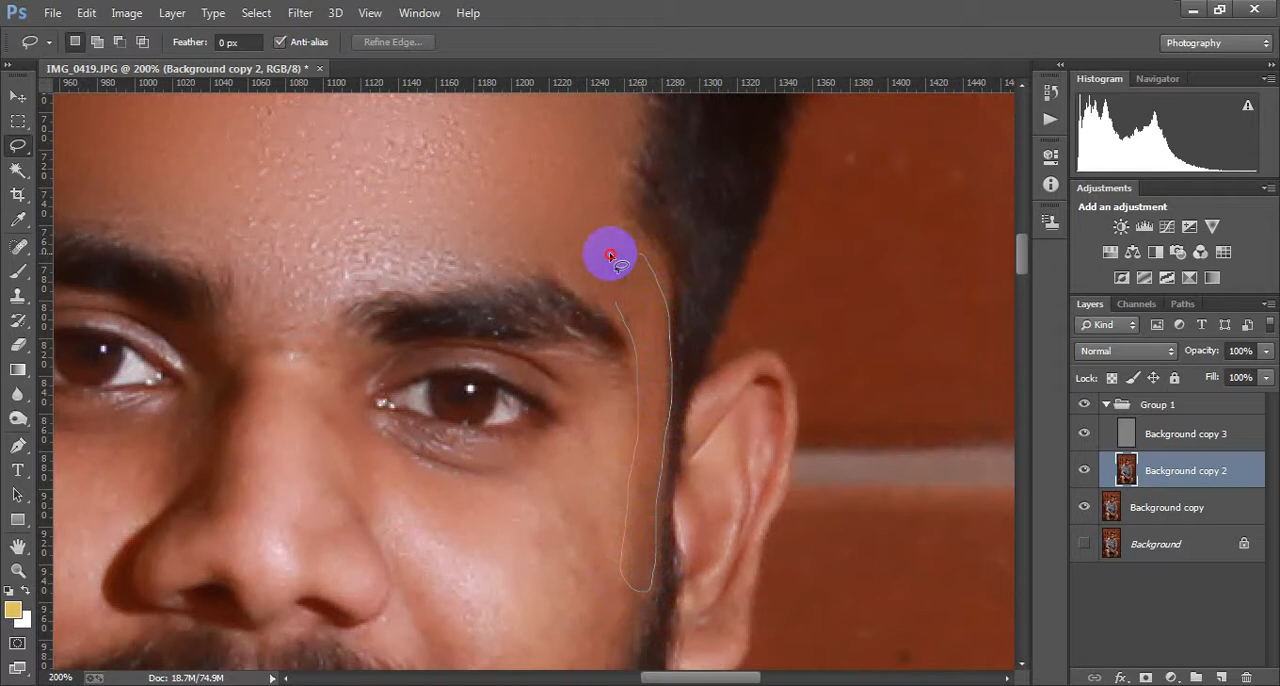 Ps File Edit Image Layer Type Select Filter 3D View Window Help
Feather: 0 px Anti-alias Refine Edge... Photography
IMG_0419.JPG @ 200% (Background copy 2, RGB/8) * ×
960 980 1000 1020 1040 1060 1080 1100 1120 1140 1160 1180 1200 1220 1240 1260 1280 1300 1320 1340 1360 1380 1400
Histogram Navigator
Adjustments
Add an adjustment
Layers Channels Paths
Kind
Normal Opacity: 100%
Lock: Fill: 100%
Group 1
Background copy 3
Background copy 2
Background copy
Background
200% Doc: 18.7M/74.9M